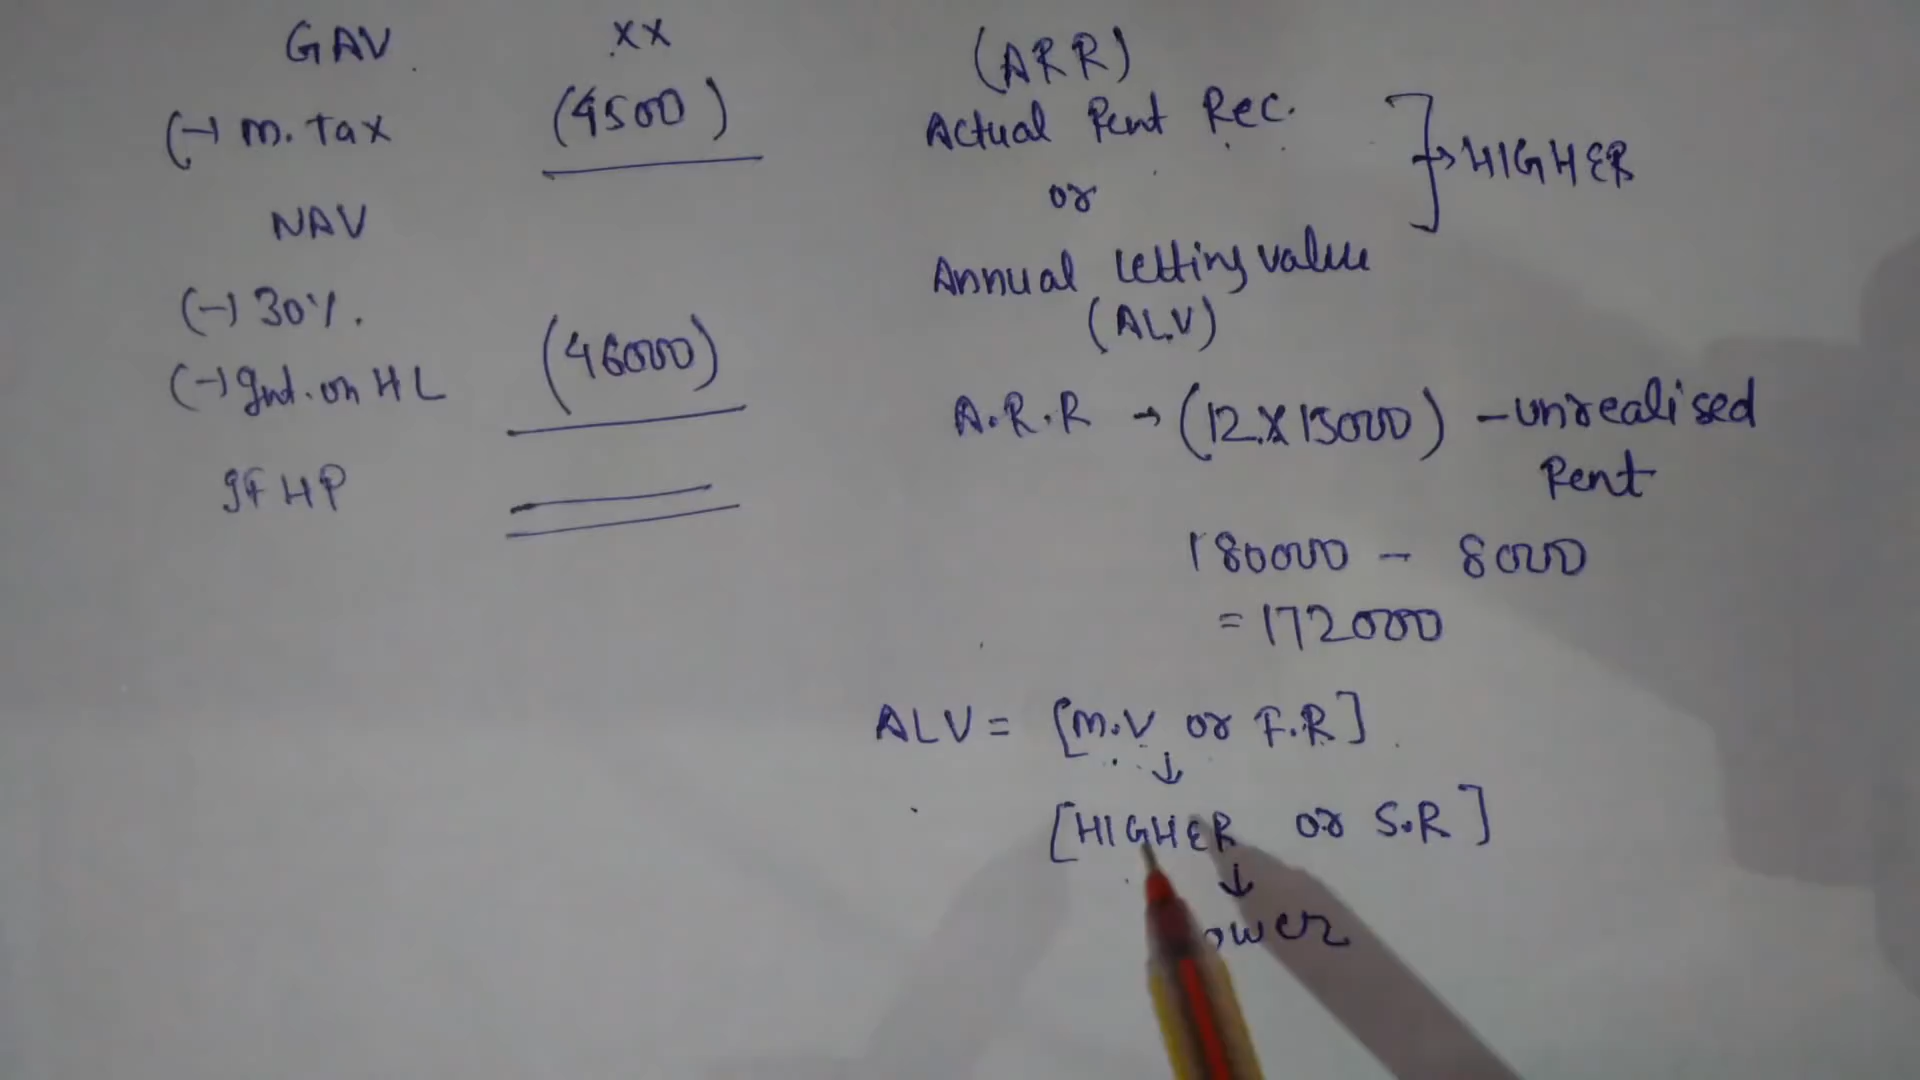 GAV xx
(-) m. Tax (4500)
NAV
(-) 30%.
(-) Int. on HL (46000)
IFHP
(ARR)
Actual Rent Rec.
or
Annual Letting value
(ALV)
→ HIGHER
A.R.R → (12 x 15000) - unrealised
Rent
180000 - 8000
= 172000
ALV = [M.V or F.R]
↓
[HIGHER or S.R]
↓